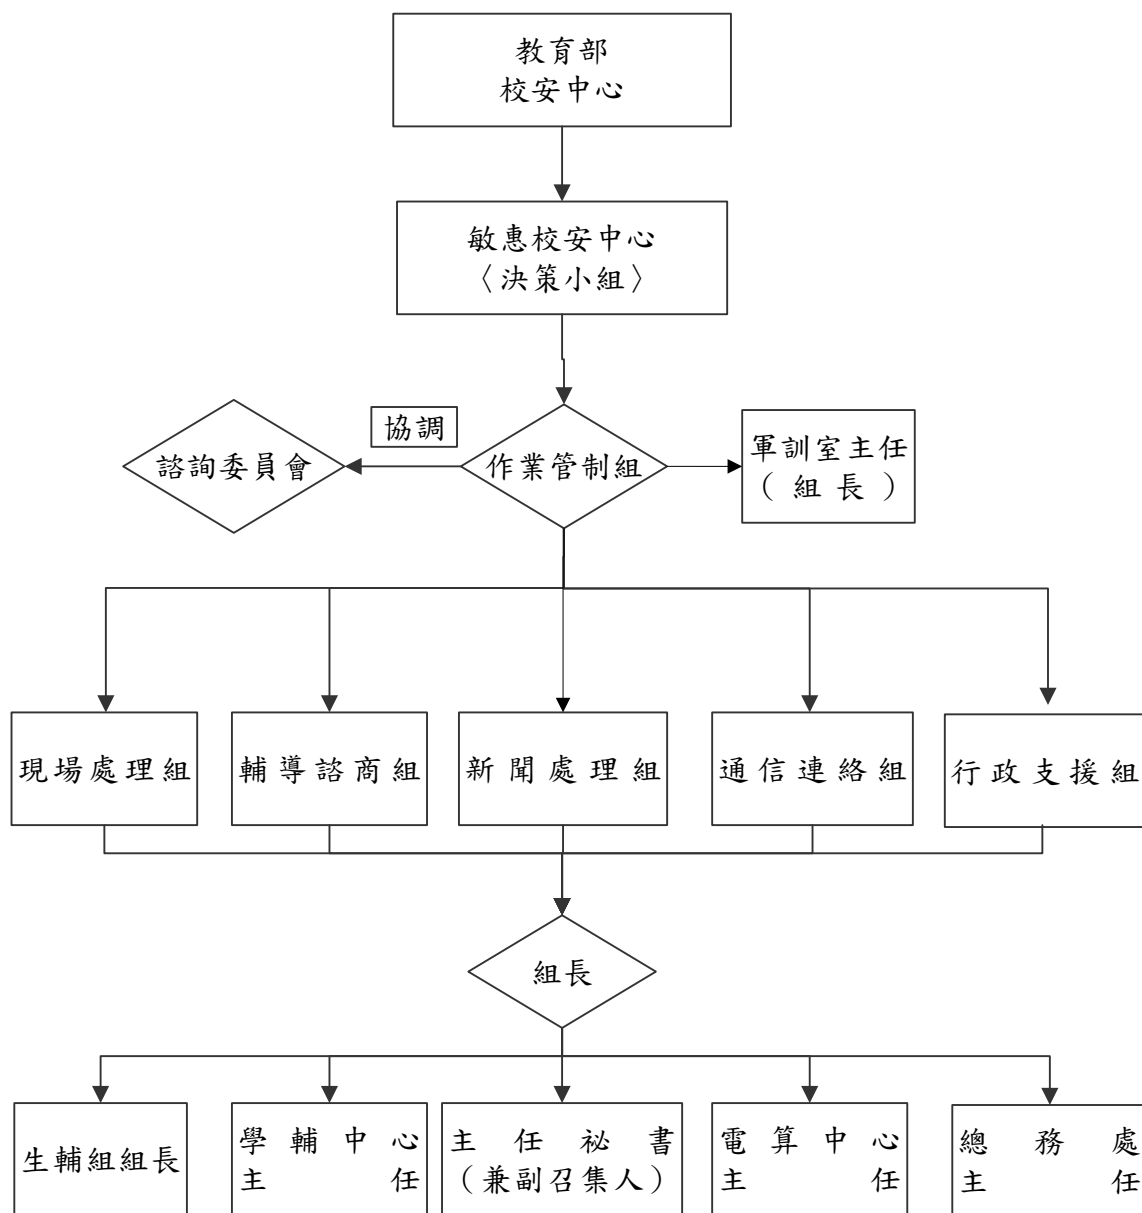 教育部
校安中心
敏惠校安中心
〈決策小組〉
協調
諮詢委員會
作業管制組
軍訓室主任
（組長）
現場處理組
輔導諮商組
新聞處理組
通信連絡組
行政支援組
組長
生輔組組長
學輔中心
主任
主任祕書
（兼副召集人）
電算中心
主任
總務處
主任